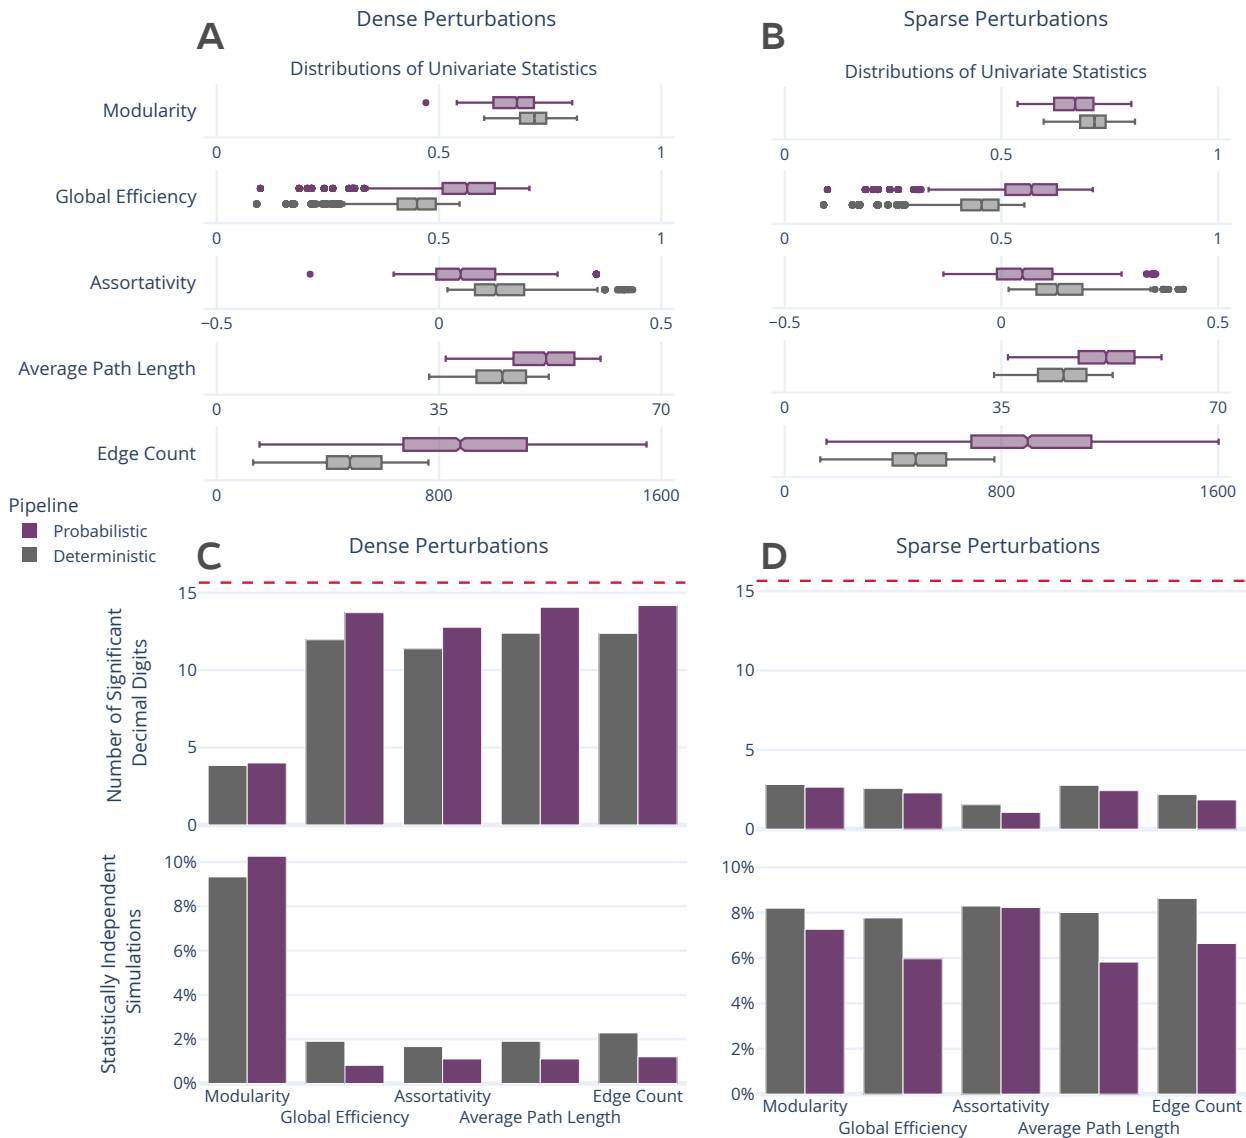 A
Dense Perturbations
Distributions of Univariate Statistics
Modularity
0 0.5 1
Global Efficiency
0 0.5 1
Assortativity
−0.5 0 0.5
Average Path Length
0 35 70
Edge Count
0 800 1600
B
Sparse Perturbations
Distributions of Univariate Statistics
0 0.5 1
0 0.5 1
−0.5 0 0.5
0 35 70
0 800 1600
Pipeline
Probabilistic
Deterministic
C
Dense Perturbations
Number of Significant
Decimal Digits
15
10
5
0
Statistically Independent
Simulations
10%
8%
6%
4%
2%
0%
Modularity Assortativity Edge Count
Global Efficiency Average Path Length
D
Sparse Perturbations
15
10
5
0
10%
8%
6%
4%
2%
0%
Modularity Assortativity Edge Count
Global Efficiency Average Path Length